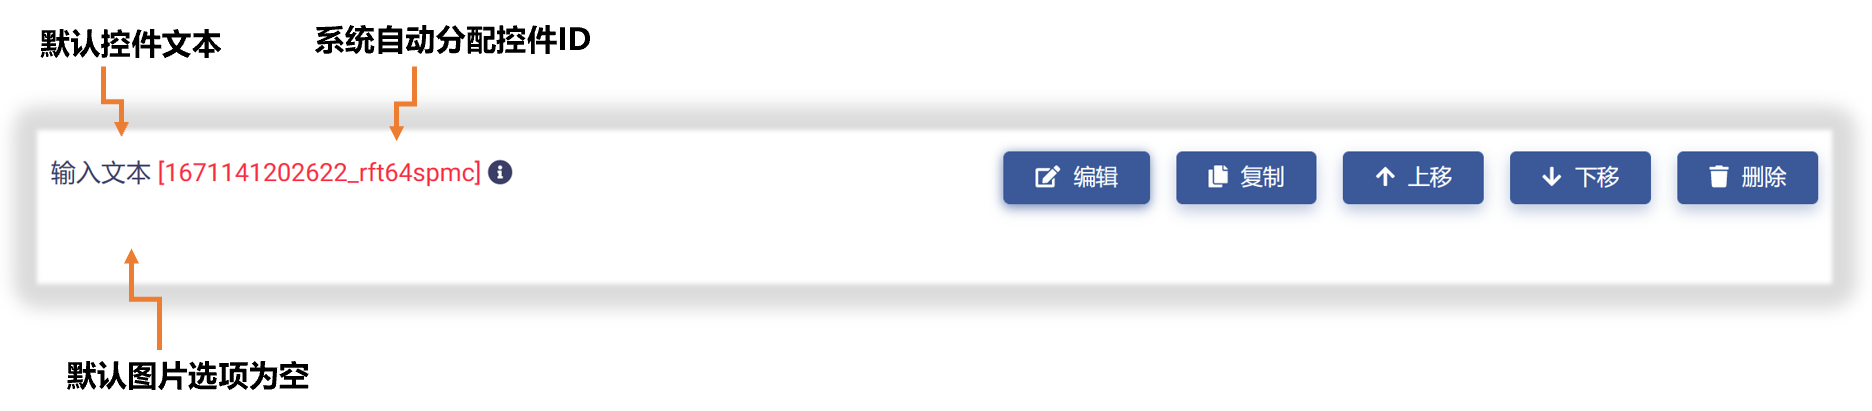 默认控件文本
系统自动分配控件ID
输入文本 [1671141202622_rft64spmc]
编辑
复制
上移
下移
删除
默认图片选项为空